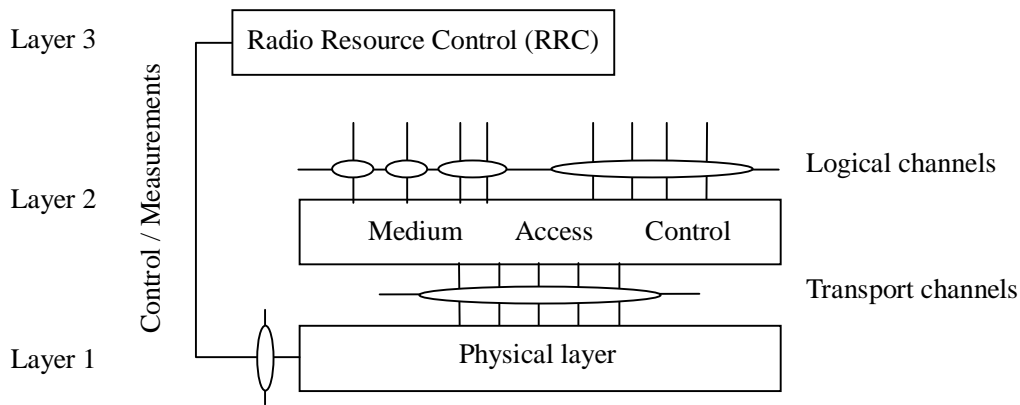 Layer 3
Radio Resource Control (RRC)
Control / Measurements
Logical channels
Layer 2
Medium Access Control
Transport channels
Layer 1
Physical layer